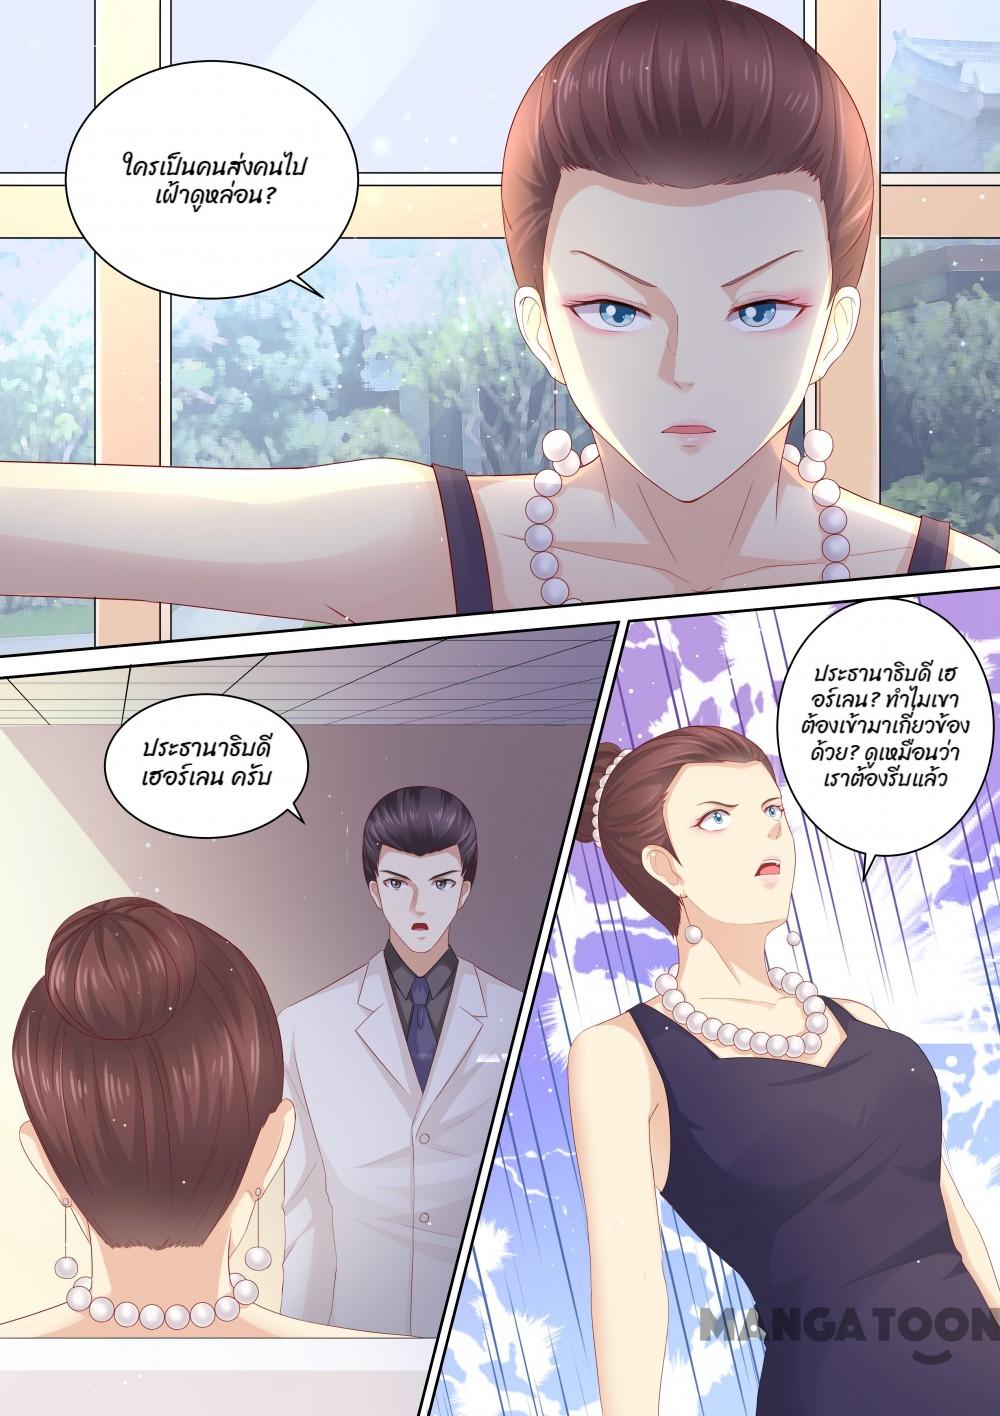 ใครเป็นคนส่งคนไป
เฝ้าดูหล่อน?
ประธานาธิบดี
เฮอร์เลน ครับ
ประธานาธิบดี เฮ
อร์เลน? ทำไมเขา
ต้องเข้ามาเกี่ยวข้อง
ด้วย? ดูเหมือนว่า
เราต้องรีบแล้ว
MANGATOON